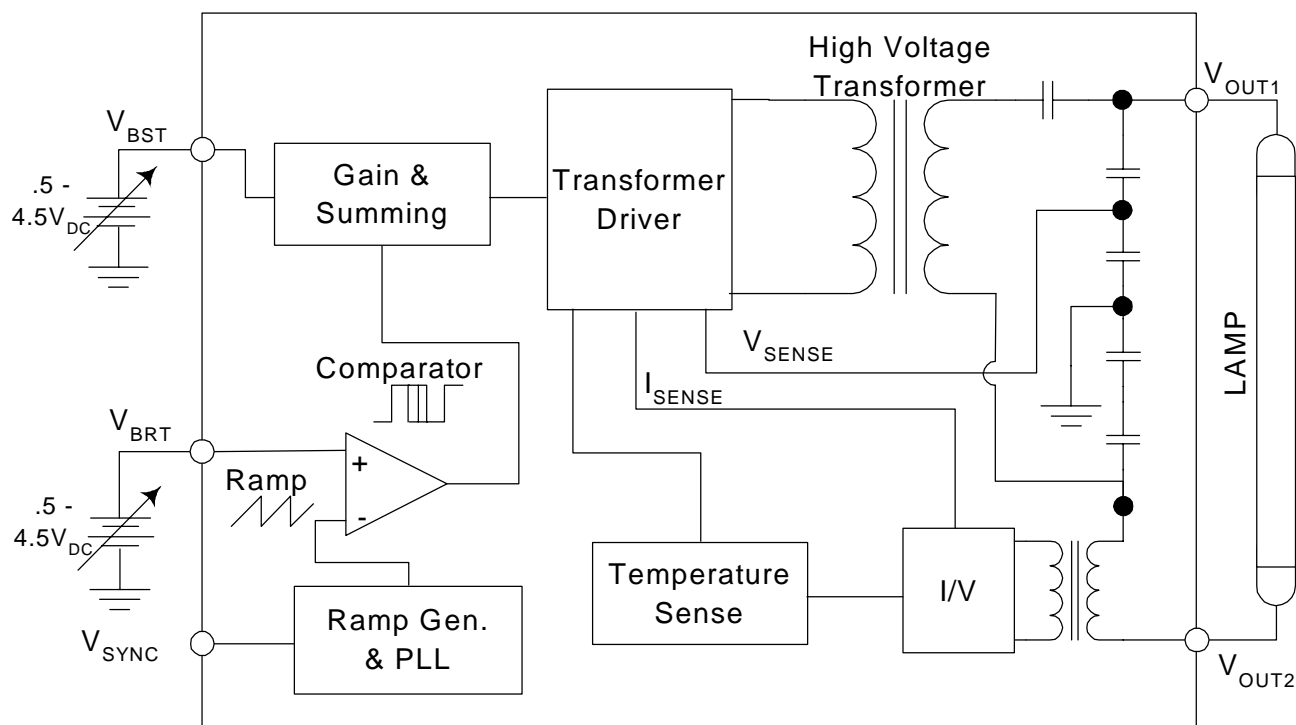 High Voltage
Transformer
V_OUT1
V_BST
.5 -
4.5V_DC
Gain &
Summing
Transformer
Driver
V_SENSE
I_SENSE
LAMP
Comparator
V_BRT
+
Ramp
-
.5 -
4.5V_DC
Temperature
Sense
I/V
Ramp Gen.
& PLL
V_SYNC
V_OUT2